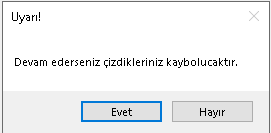 Uyarı!
Devam ederseniz çizdikleriniz kaybolucaktır.
Evet Hayır